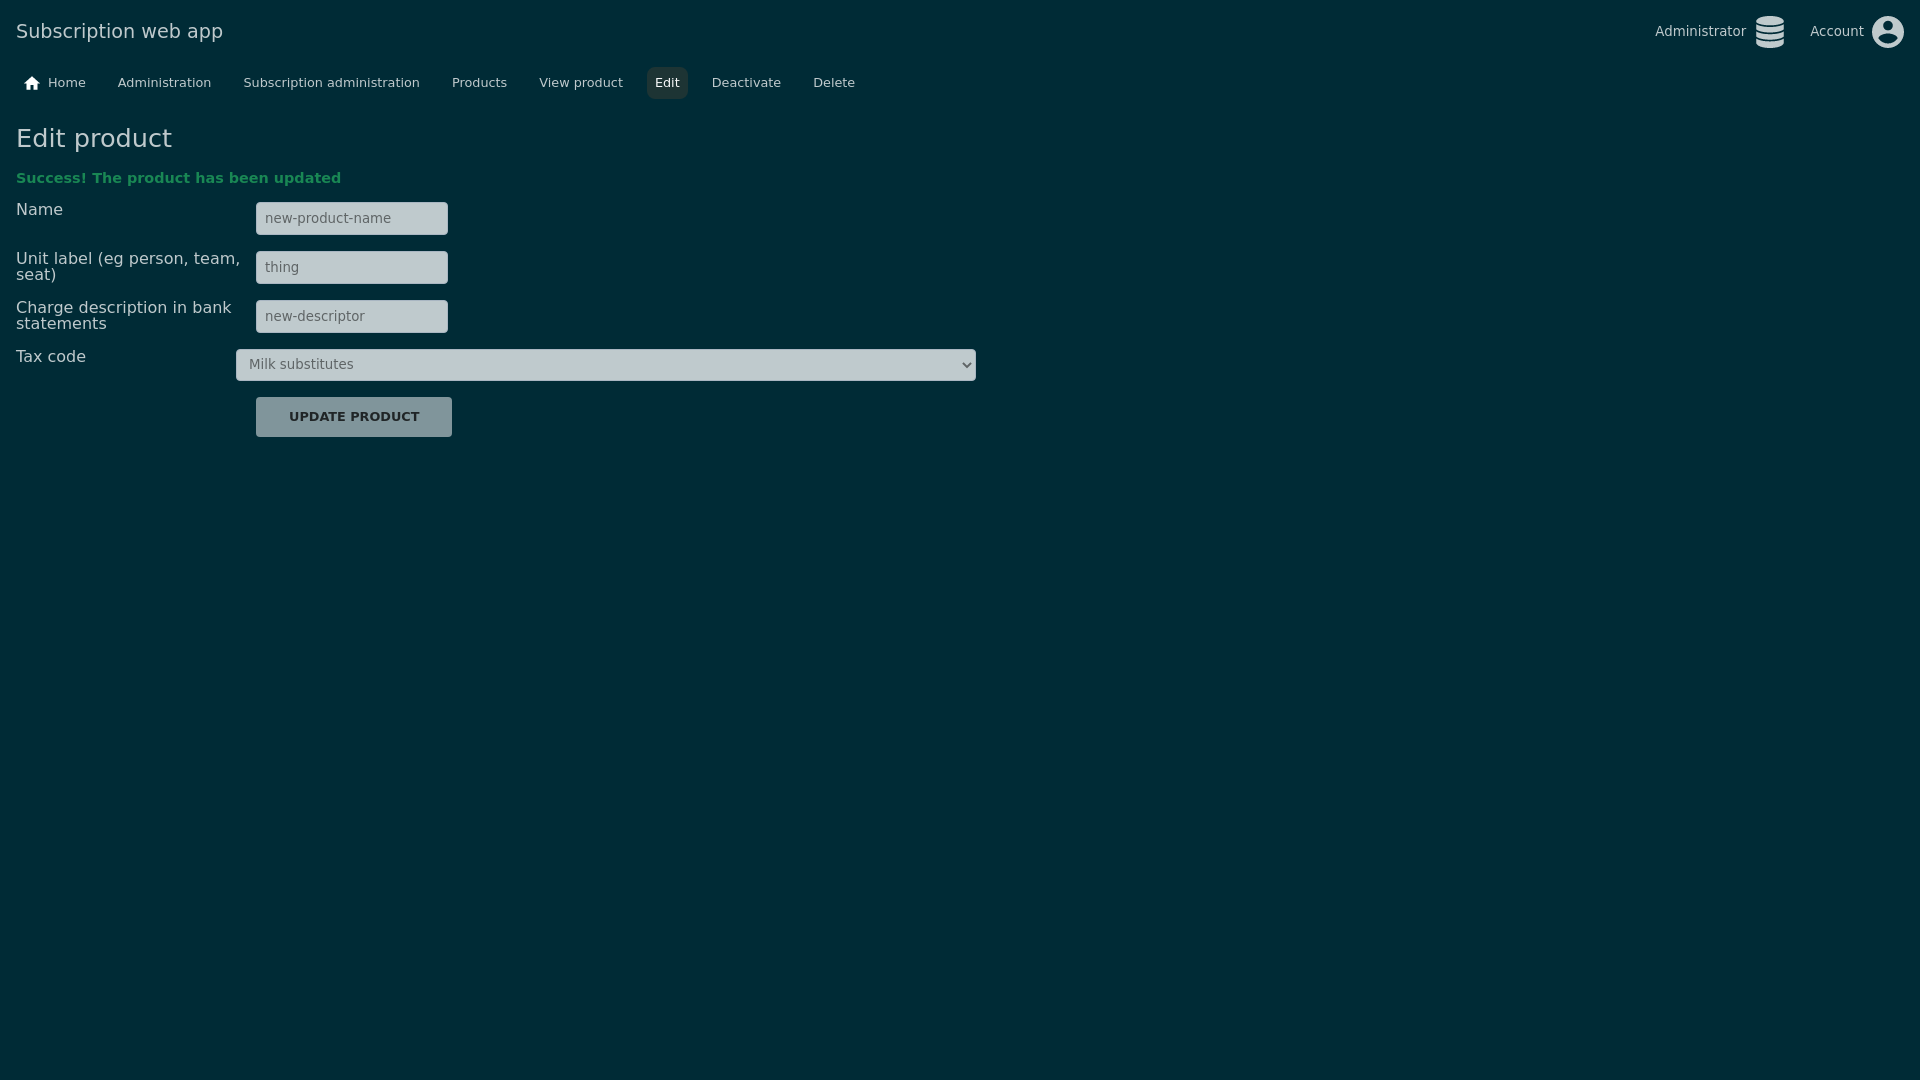 Subscription web app
Administrator
Account
Home
Administration
Subscription administration
Products
View product
Edit
Deactivate
Delete
Edit product
Success! The product has been updated
Name
new-product-name
Unit label (eg person, team,
seat)
thing
Charge description in bank
statements
new-descriptor
Tax code
Milk substitutes
UPDATE PRODUCT